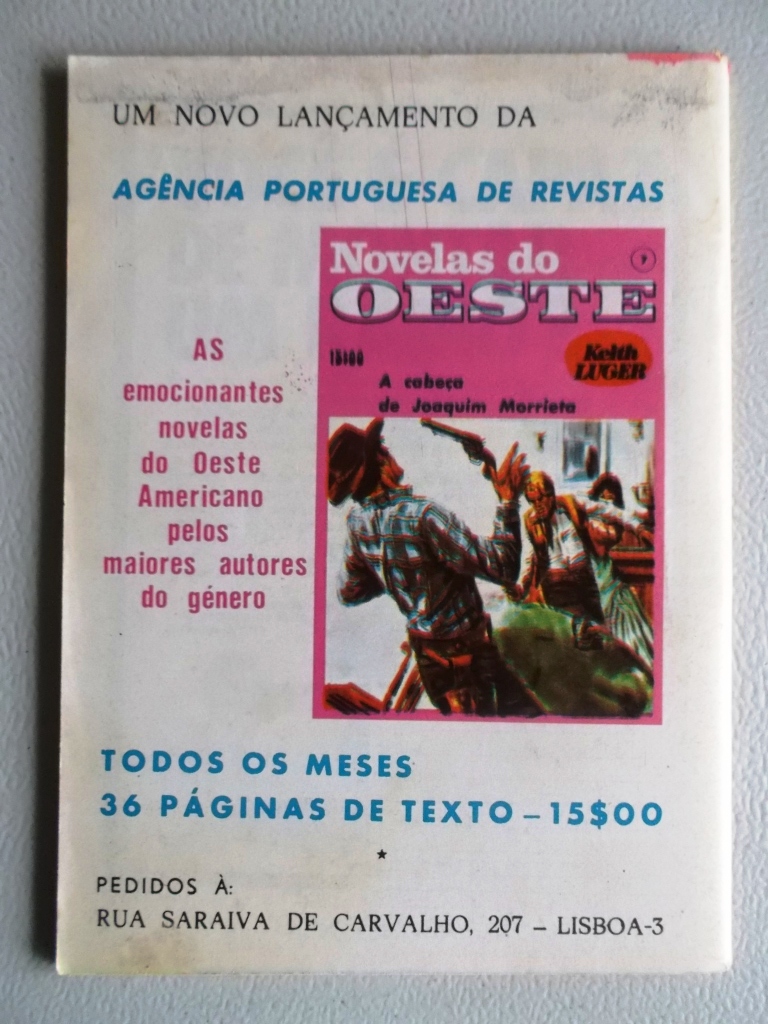 UM NOVO LANÇAMENTO DA
AGÊNCIA PORTUGUESA DE REVISTAS
Novelas do
OESTE
15$00
Keith
LUGER
A cabeça
de Joaquim Morrieta
AS
emocionantes
novelas
do Oeste
Americano
pelos
maiores autores
do género
TODOS OS MESES
36 PÁGINAS DE TEXTO – 15$00
PEDIDOS À:
RUA SARAIVA DE CARVALHO, 207 – LISBOA-3